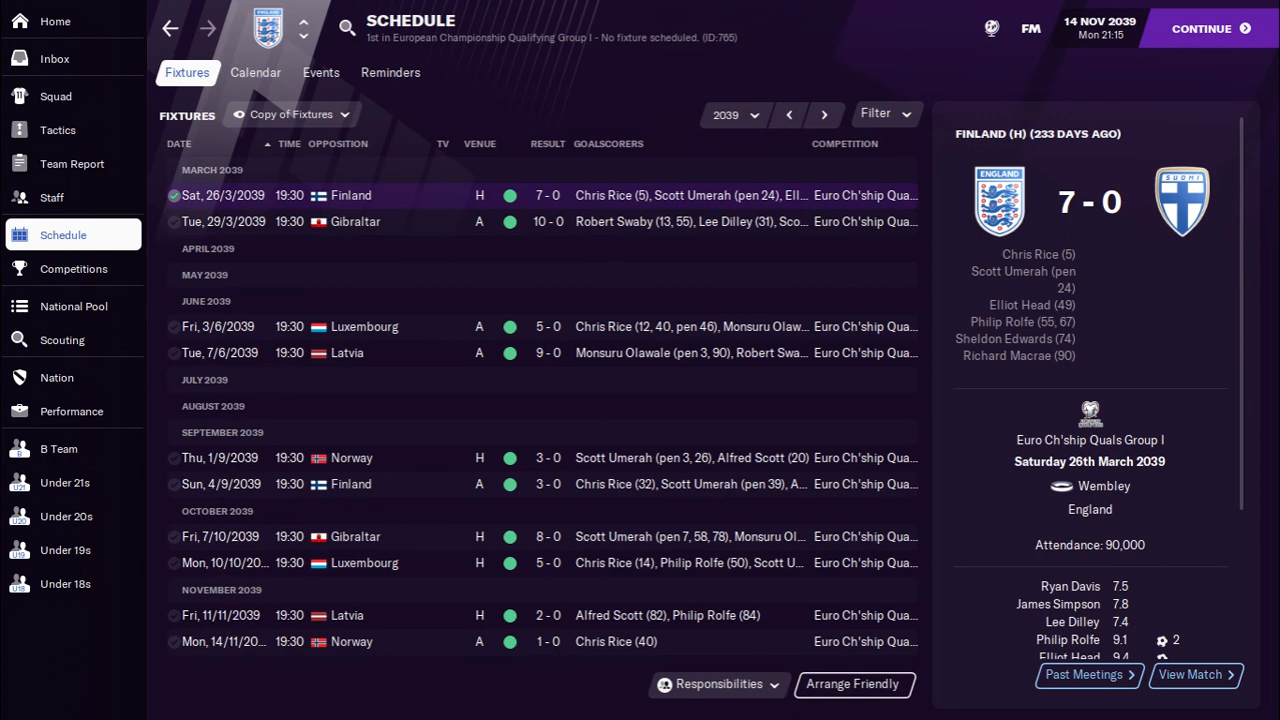 Home
Inbox
Squad
Tactics
Team Report
Staff
Schedule
Competitions
National Pool
Scouting
Nation
Performance
B Team
Under 21s
Under 20s
Under 19s
Under 18s
ENGLAND
SCHEDULE
1st in European Championship Qualifying Group I - No fixture scheduled. (ID:765)
FM
14 NOV 2039
Mon 21:15
CONTINUE
Fixtures Calendar Events Reminders
FIXTURES Copy of Fixtures 2039 Filter
DATE TIME OPPOSITION TV VENUE RESULT GOALSCORERS COMPETITION
MARCH 2039
Sat, 26/3/2039 19:30 Finland H 7 - 0 Chris Rice (5), Scott Umerah (pen 24), Ell... Euro Ch'ship Qua...
Tue, 29/3/2039 19:30 Gibraltar A 10 - 0 Robert Swaby (13, 55), Lee Dilley (31), Sco... Euro Ch'ship Qua...
APRIL 2039
MAY 2039
JUNE 2039
Fri, 3/6/2039 19:30 Luxembourg A 5 - 0 Chris Rice (12, 40, pen 46), Monsuru Olaw... Euro Ch'ship Qua...
Tue, 7/6/2039 19:30 Latvia A 9 - 0 Monsuru Olawale (pen 3, 90), Robert Swa... Euro Ch'ship Qua...
JULY 2039
AUGUST 2039
SEPTEMBER 2039
Thu, 1/9/2039 19:30 Norway H 3 - 0 Scott Umerah (pen 3, 26), Alfred Scott (20) Euro Ch'ship Qua...
Sun, 4/9/2039 19:30 Finland A 3 - 0 Chris Rice (32), Scott Umerah (pen 39), A... Euro Ch'ship Qua...
OCTOBER 2039
Fri, 7/10/2039 19:30 Gibraltar H 8 - 0 Scott Umerah (pen 7, 58, 78), Monsuru Ol... Euro Ch'ship Qua...
Mon, 10/10/20... 19:30 Luxembourg H 5 - 0 Chris Rice (14), Philip Rolfe (50), Scott U... Euro Ch'ship Qua...
NOVEMBER 2039
Fri, 11/11/2039 19:30 Latvia H 2 - 0 Alfred Scott (82), Philip Rolfe (84) Euro Ch'ship Qua...
Mon, 14/11/20... 19:30 Norway A 1 - 0 Chris Rice (40) Euro Ch'ship Qua...
Responsibilities Arrange Friendly
FINLAND (H) (233 DAYS AGO)
ENGLAND 7 - 0 SUOMI
Chris Rice (5)
Scott Umerah (pen
24)
Elliot Head (49)
Philip Rolfe (55, 67)
Sheldon Edwards (74)
Richard Macrae (90)
Euro Ch'ship Quals Group I
Saturday 26th March 2039
Wembley
England
Attendance: 90,000
Ryan Davis 7.5
James Simpson 7.8
Lee Dilley 7.4
Philip Rolfe 9.1 2
Elliot Head 9.4
Past Meetings View Match